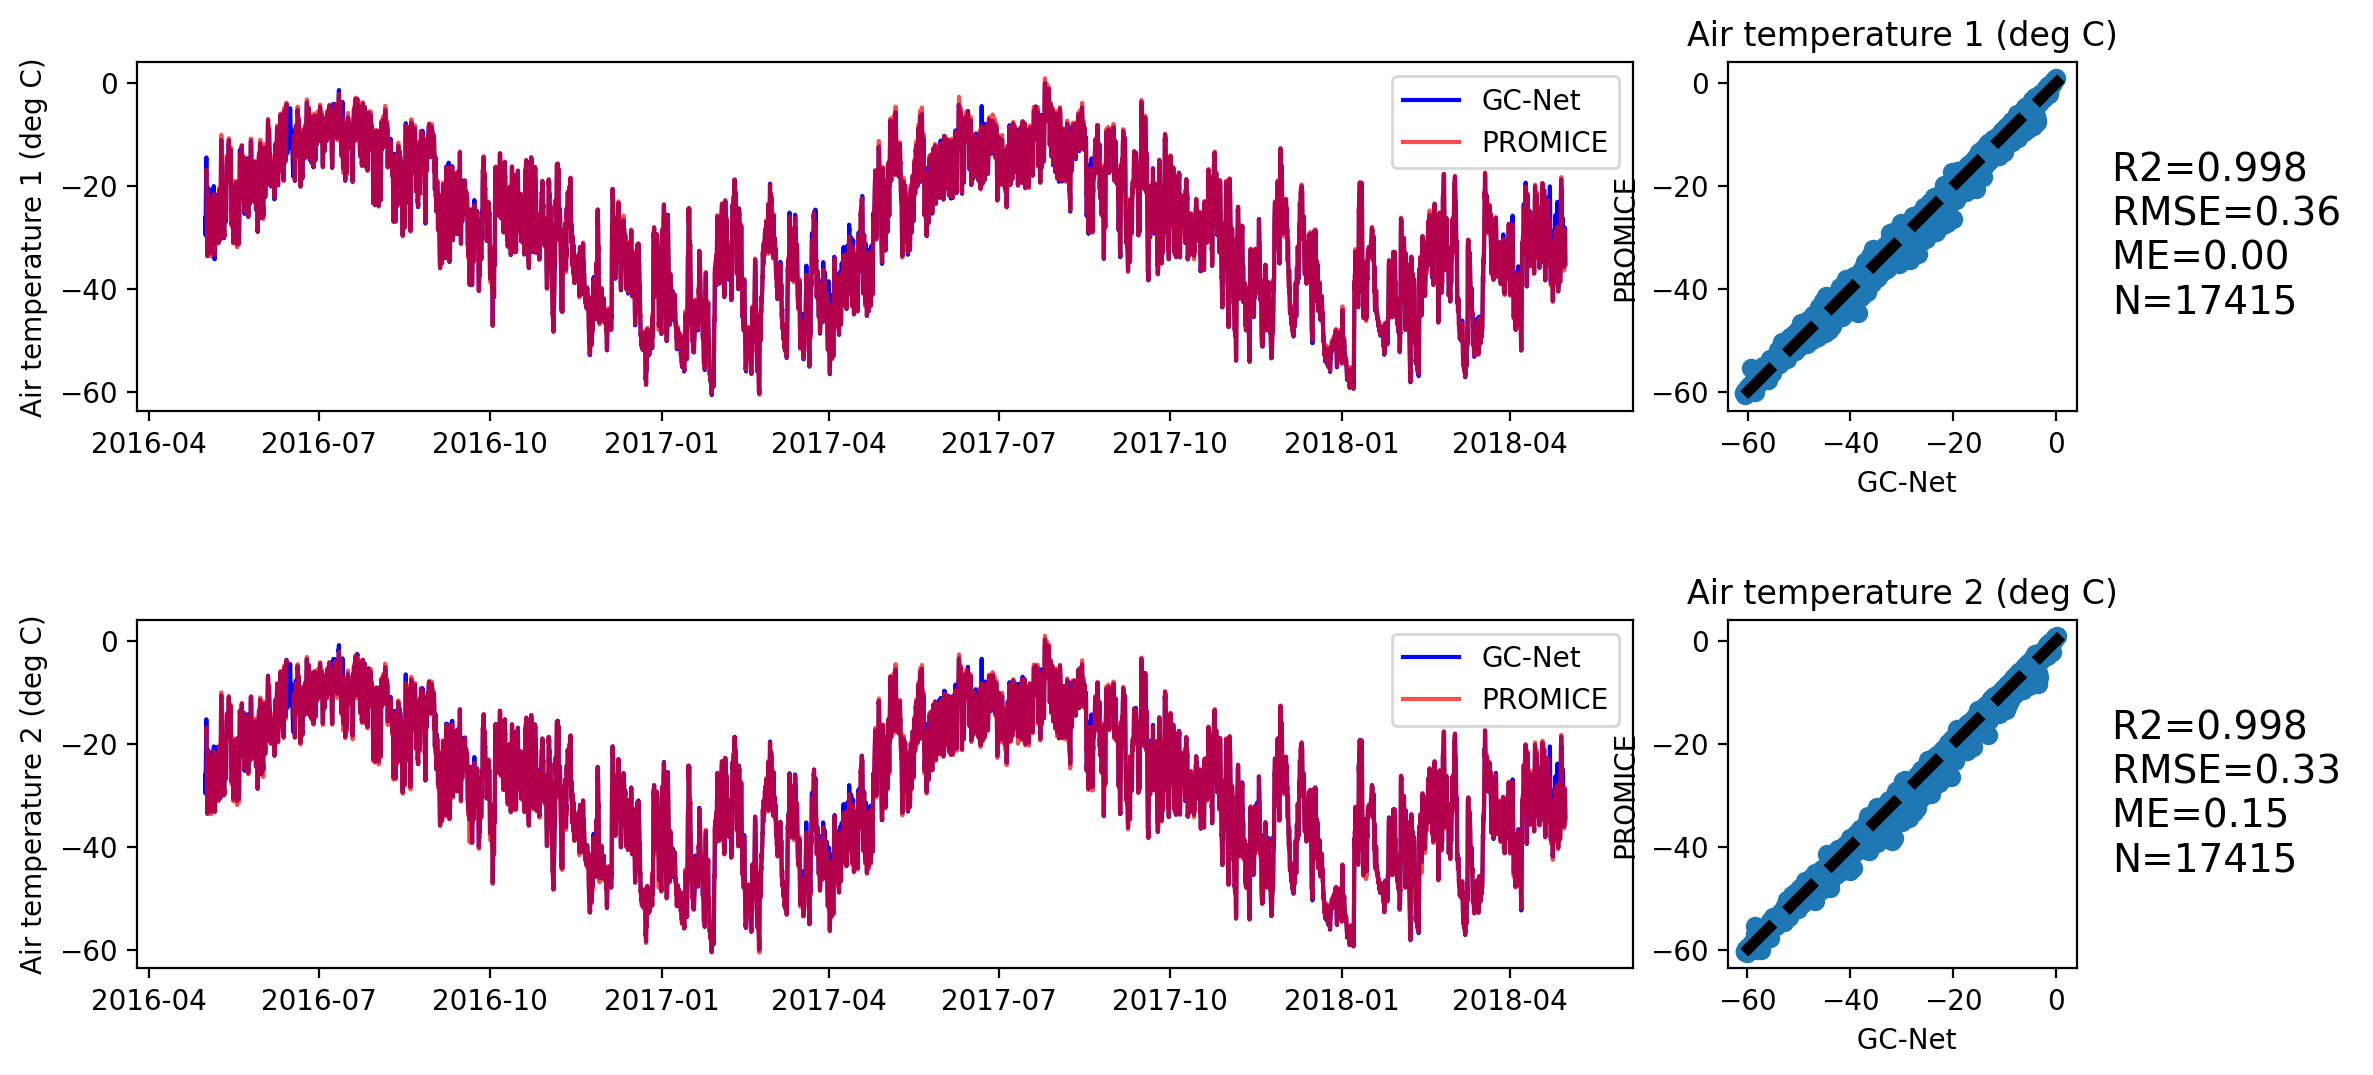 Air temperature 1 (deg C)
0
−20
−40
−60
2016-04 2016-07 2016-10 2017-01 2017-04 2017-07 2017-10 2018-01 2018-04
GC-Net
PROMICE
Air temperature 1 (deg C)
PROMICE
0
−20
−40
−60
−60 −40 −20 0
GC-Net
R2=0.998
RMSE=0.36
ME=0.00
N=17415
Air temperature 2 (deg C)
0
−20
−40
−60
2016-04 2016-07 2016-10 2017-01 2017-04 2017-07 2017-10 2018-01 2018-04
GC-Net
PROMICE
Air temperature 2 (deg C)
PROMICE
0
−20
−40
−60
−60 −40 −20 0
GC-Net
R2=0.998
RMSE=0.33
ME=0.15
N=17415